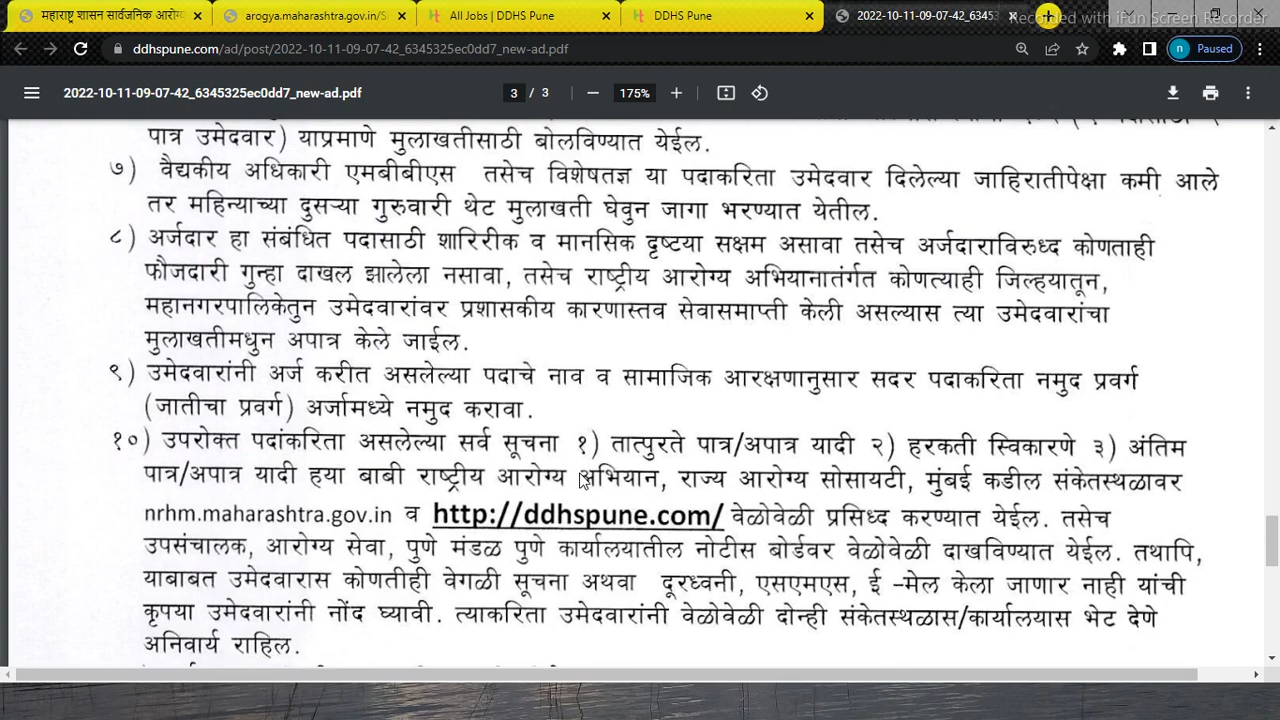 महाराष्ट्र शासन सार्वजनिक आरोग्
arogya.maharashtra.gov.in/S
All Jobs | DDHS Pune
DDHS Pune
2022-10-11-09-07-42_63453
Recorded with iFun Screen Recorder
ddhspune.com/ad/post/2022-10-11-09-07-42_6345325ec0dd7_new-ad.pdf
n Paused
2022-10-11-09-07-42_6345325ec0dd7_new-ad.pdf
3 / 3
175%
पात्र उमेदवार) याप्रमाणे मुलाखतीसाठी बोलविण्यात येईल.
७) वैद्यकीय अधिकारी एमबीबीएस तसेच विशेषतज्ञ या पदाकरिता उमेदवार दिलेल्या जाहिरातीपेक्षा कमी आले
तर महिन्याच्या दुसऱ्या गुरुवारी थेट मुलाखती घेवुन जागा भरण्यात येतील.
८) अर्जदार हा संबंधित पदासाठी शारिरीक व मानसिक दृष्टया सक्षम असावा तसेच अर्जदाराविरुध्द कोणताही
फौजदारी गुन्हा दाखल झालेला नसावा, तसेच राष्ट्रीय आरोग्य अभियानातंर्गत कोणत्याही जिल्हयातून,
महानगरपालिकेतुन उमेदवारांवर प्रशासकीय कारणास्तव सेवासमाप्ती केली असल्यास त्या उमेदवारांचा
मुलाखतीमधुन अपात्र केले जाईल.
९) उमेदवारांनी अर्ज करीत असलेल्या पदाचे नाव व सामाजिक आरक्षणानुसार सदर पदाकरिता नमुद प्रवर्ग
(जातीचा प्रवर्ग) अर्जामध्ये नमुद करावा.
१०) उपरोक्त पदांकरिता असलेल्या सर्व सूचना १) तात्पुरते पात्र/अपात्र यादी २) हरकती स्विकारणे ३) अंतिम
पात्र/अपात्र यादी हया बाबी राष्ट्रीय आरोग्य अभियान, राज्य आरोग्य सोसायटी, मुंबई कडील संकेतस्थळावर
nrhm.maharashtra.gov.in व http://ddhspune.com/ वेळोवेळी प्रसिध्द करण्यात येईल. तसेच
उपसंचालक, आरोग्य सेवा, पुणे मंडळ पुणे कार्यालयातील नोटीस बोर्डवर वेळोवेळी दाखविण्यात येईल. तथापि,
याबाबत उमेदवारास कोणतीही वेगळी सूचना अथवा दूरध्वनी, एसएमएस, ई -मेल केला जाणार नाही यांची
कृपया उमेदवारांनी नोंद घ्यावी. त्याकरिता उमेदवारांनी वेळोवेळी दोन्ही संकेतस्थळास/कार्यालयास भेट देणे
अनिवार्य राहिल.